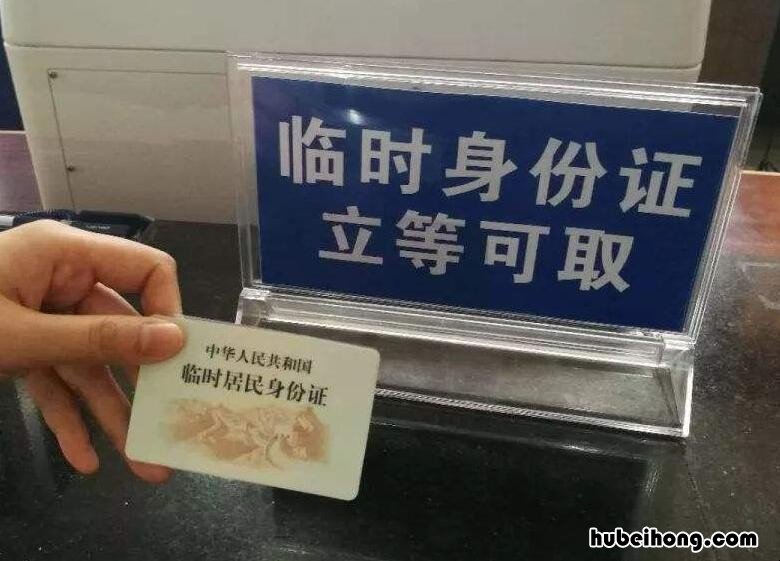 临时身份证
立等可取
中华人民共和国
临时居民身份证
hubeihong.com